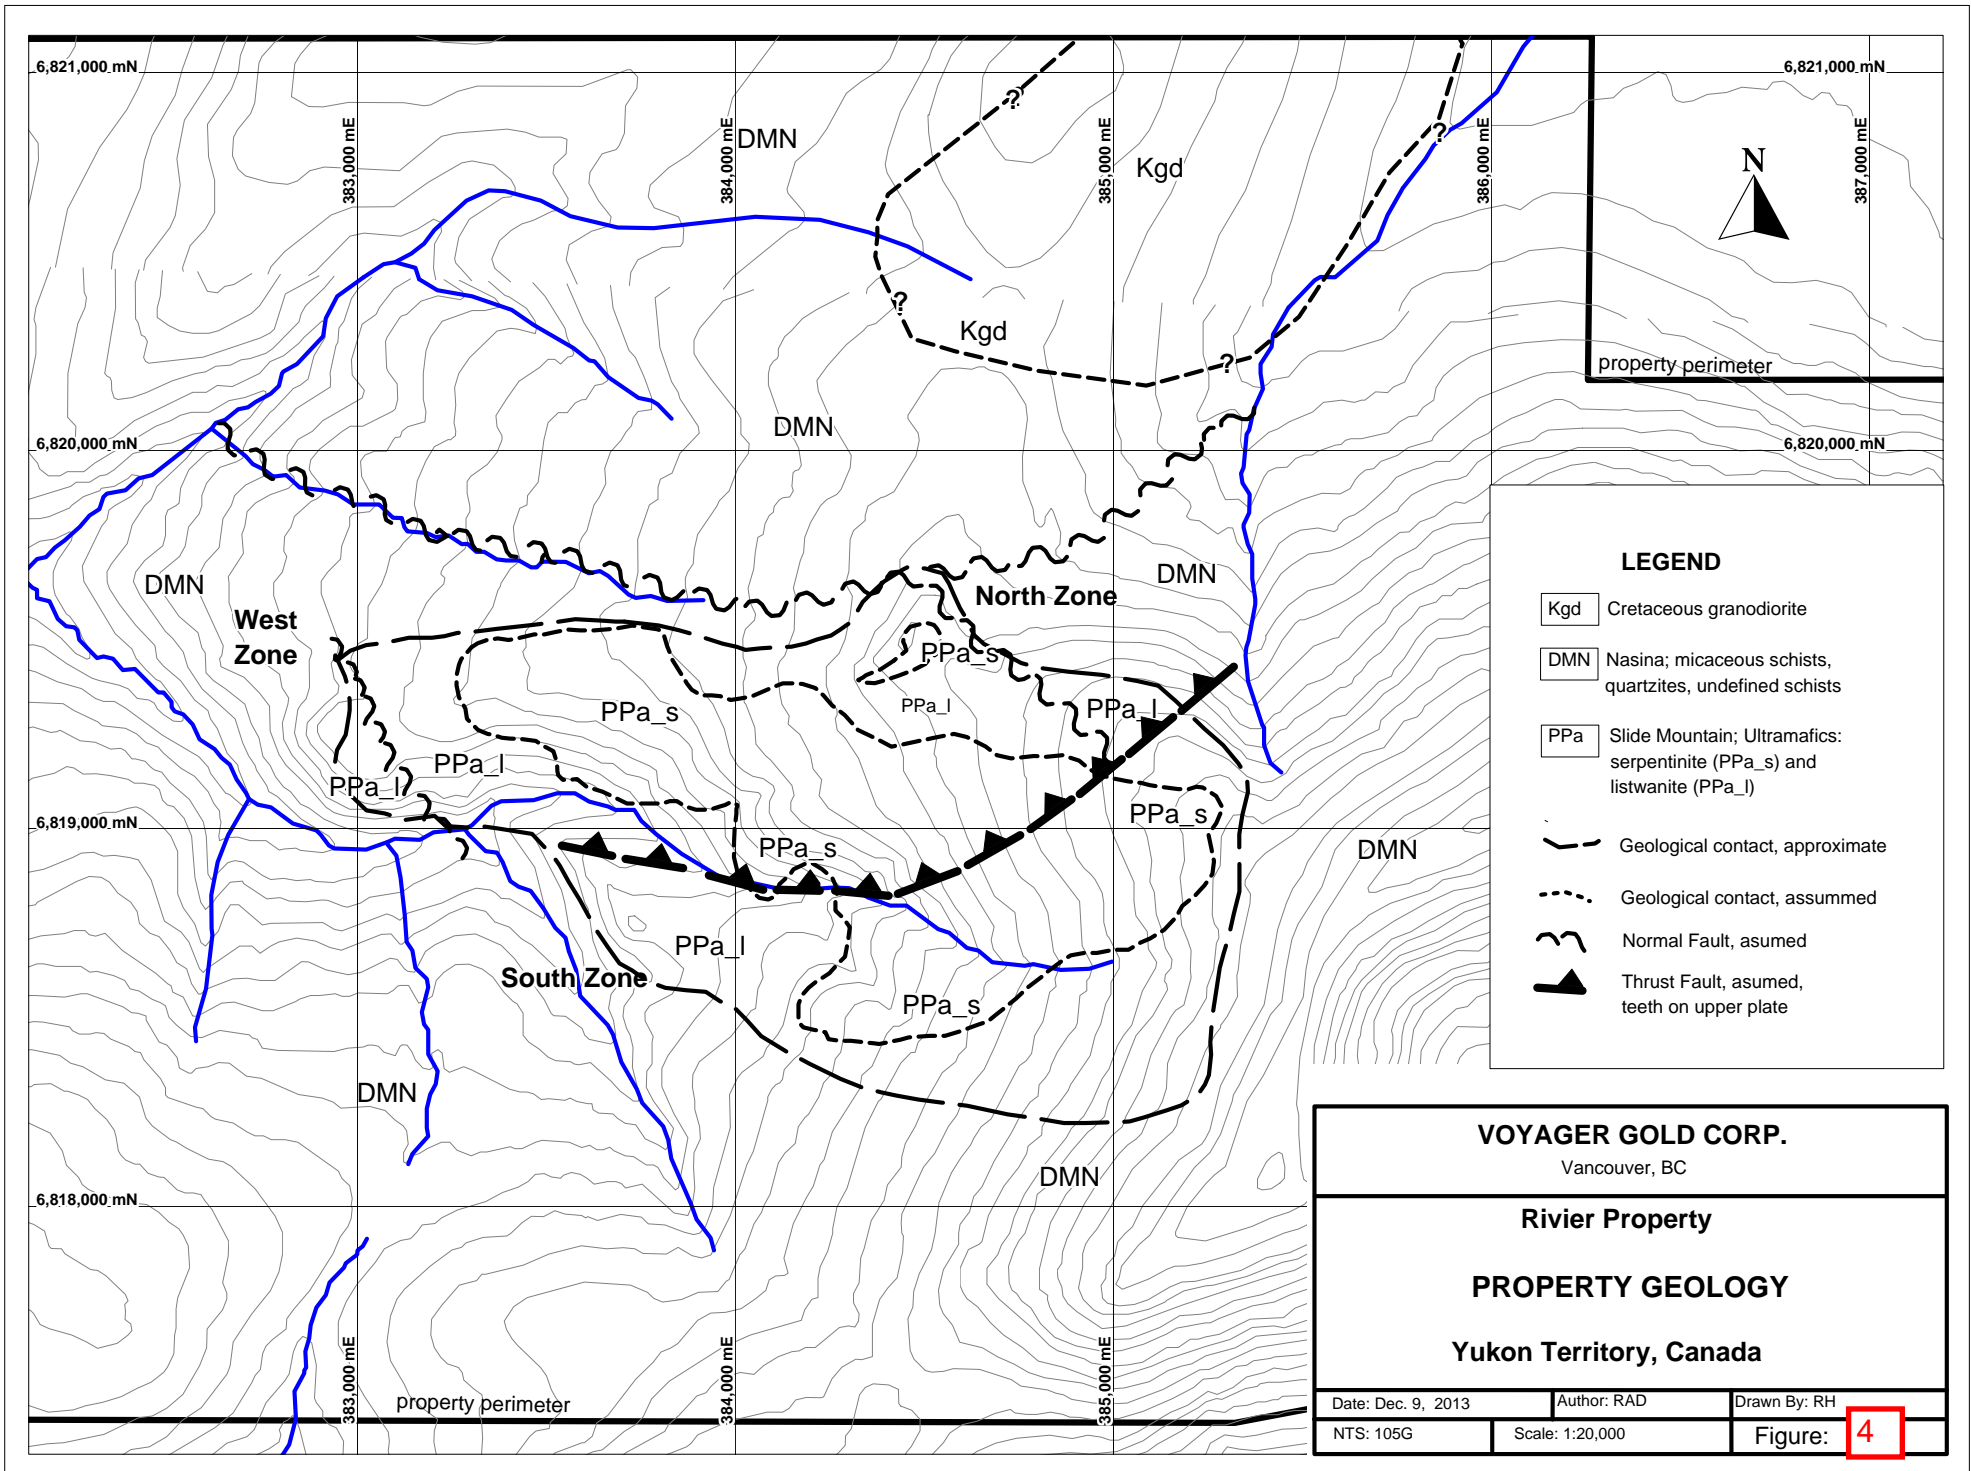 6,821,000 mN
6,821,000 mN
383,000 mE
384,000 mE
385,000 mE
386,000 mE
387,000 mE
N
DMN
Kgd
?
?
?
?
Kgd
property perimeter
DMN
6,820,000 mN
6,820,000 mN
DMN
West
Zone
North Zone
DMN
PPa_s
PPa_s
PPa_l
PPa_l
PPa_l
PPa_l
6,819,000 mN
PPa_s
PPa_s
DMN
PPa_l
South Zone
PPa_s
DMN
DMN
6,818,000 mN
383,000 mE
384,000 mE
385,000 mE
property perimeter
LEGEND
Kgd Cretaceous granodiorite
DMN Nasina; micaceous schists,
quartzites, undefined schists
PPa Slide Mountain; Ultramafics:
serpentinite (PPa_s) and
listwanite (PPa_l)
Geological contact, approximate
Geological contact, assummed
Normal Fault, asumed
Thrust Fault, asumed,
teeth on upper plate
VOYAGER GOLD CORP.
Vancouver, BC
Rivier Property
PROPERTY GEOLOGY
Yukon Territory, Canada
Date: Dec. 9, 2013 Author: RAD Drawn By: RH
NTS: 105G Scale: 1:20,000 Figure: 4